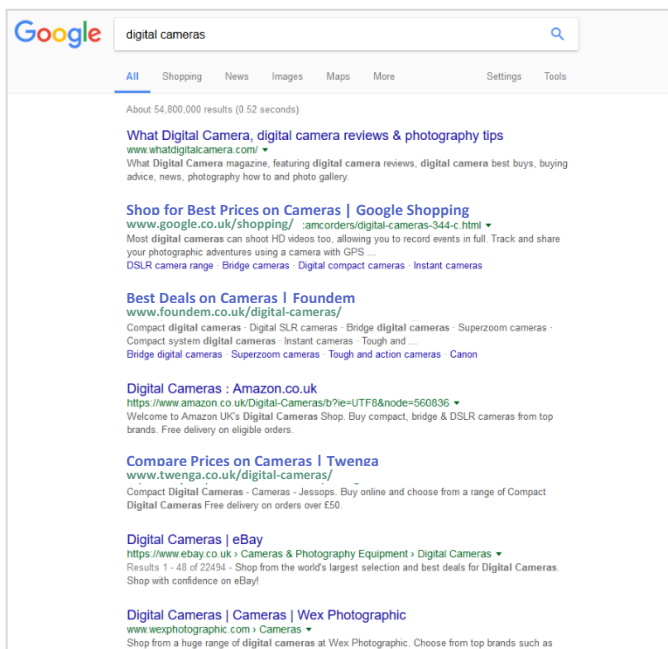 Google
digital cameras
All Shopping News Images Maps More Settings Tools
About 54,800,000 results (0.52 seconds)
What Digital Camera, digital camera reviews & photography tips
www.whatdigitalcamera.com/
What Digital Camera magazine, featuring digital camera reviews, digital camera best buys, buying
advice, news, photography how to and photo gallery.
Shop for Best Prices on Cameras | Google Shopping
www.google.co.uk/shopping/ :amcorders/digital-cameras-344-c.html
Most digital cameras can shoot HD videos too, allowing you to record events in full. Track and share
your photographic adventures using a camera with GPS ...
DSLR camera range · Bridge cameras · Digital compact cameras · Instant cameras
Best Deals on Cameras | Foundem
www.foundem.co.uk/digital-cameras/
Compact digital cameras · Digital SLR cameras · Bridge digital cameras · Superzoom cameras ·
Compact system digital cameras · Instant cameras · Tough and ...
Bridge digital cameras · Superzoom cameras · Tough and action cameras · Canon
Digital Cameras : Amazon.co.uk
https://www.amazon.co.uk/Digital-Cameras/b?ie=UTF8&node=560836
Welcome to Amazon UK's Digital Cameras Shop. Buy compact, bridge & DSLR cameras from top
brands. Free delivery on eligible orders.
Compare Prices on Cameras | Twenga
www.twenga.co.uk/digital-cameras/
Compact Digital Cameras - Cameras - Jessops. Buy online and choose from a range of Compact
Digital Cameras Free delivery on orders over £50.
Digital Cameras | eBay
https://www.ebay.co.uk › Cameras & Photography Equipment › Digital Cameras
Results 1 - 48 of 22494 - Shop from the world's largest selection and best deals for Digital Cameras.
Shop with confidence on eBay!
Digital Cameras | Cameras | Wex Photographic
www.wexphotographic.com › Cameras
Shop from a huge range of digital cameras at Wex Photographic. Choose from top brands such as